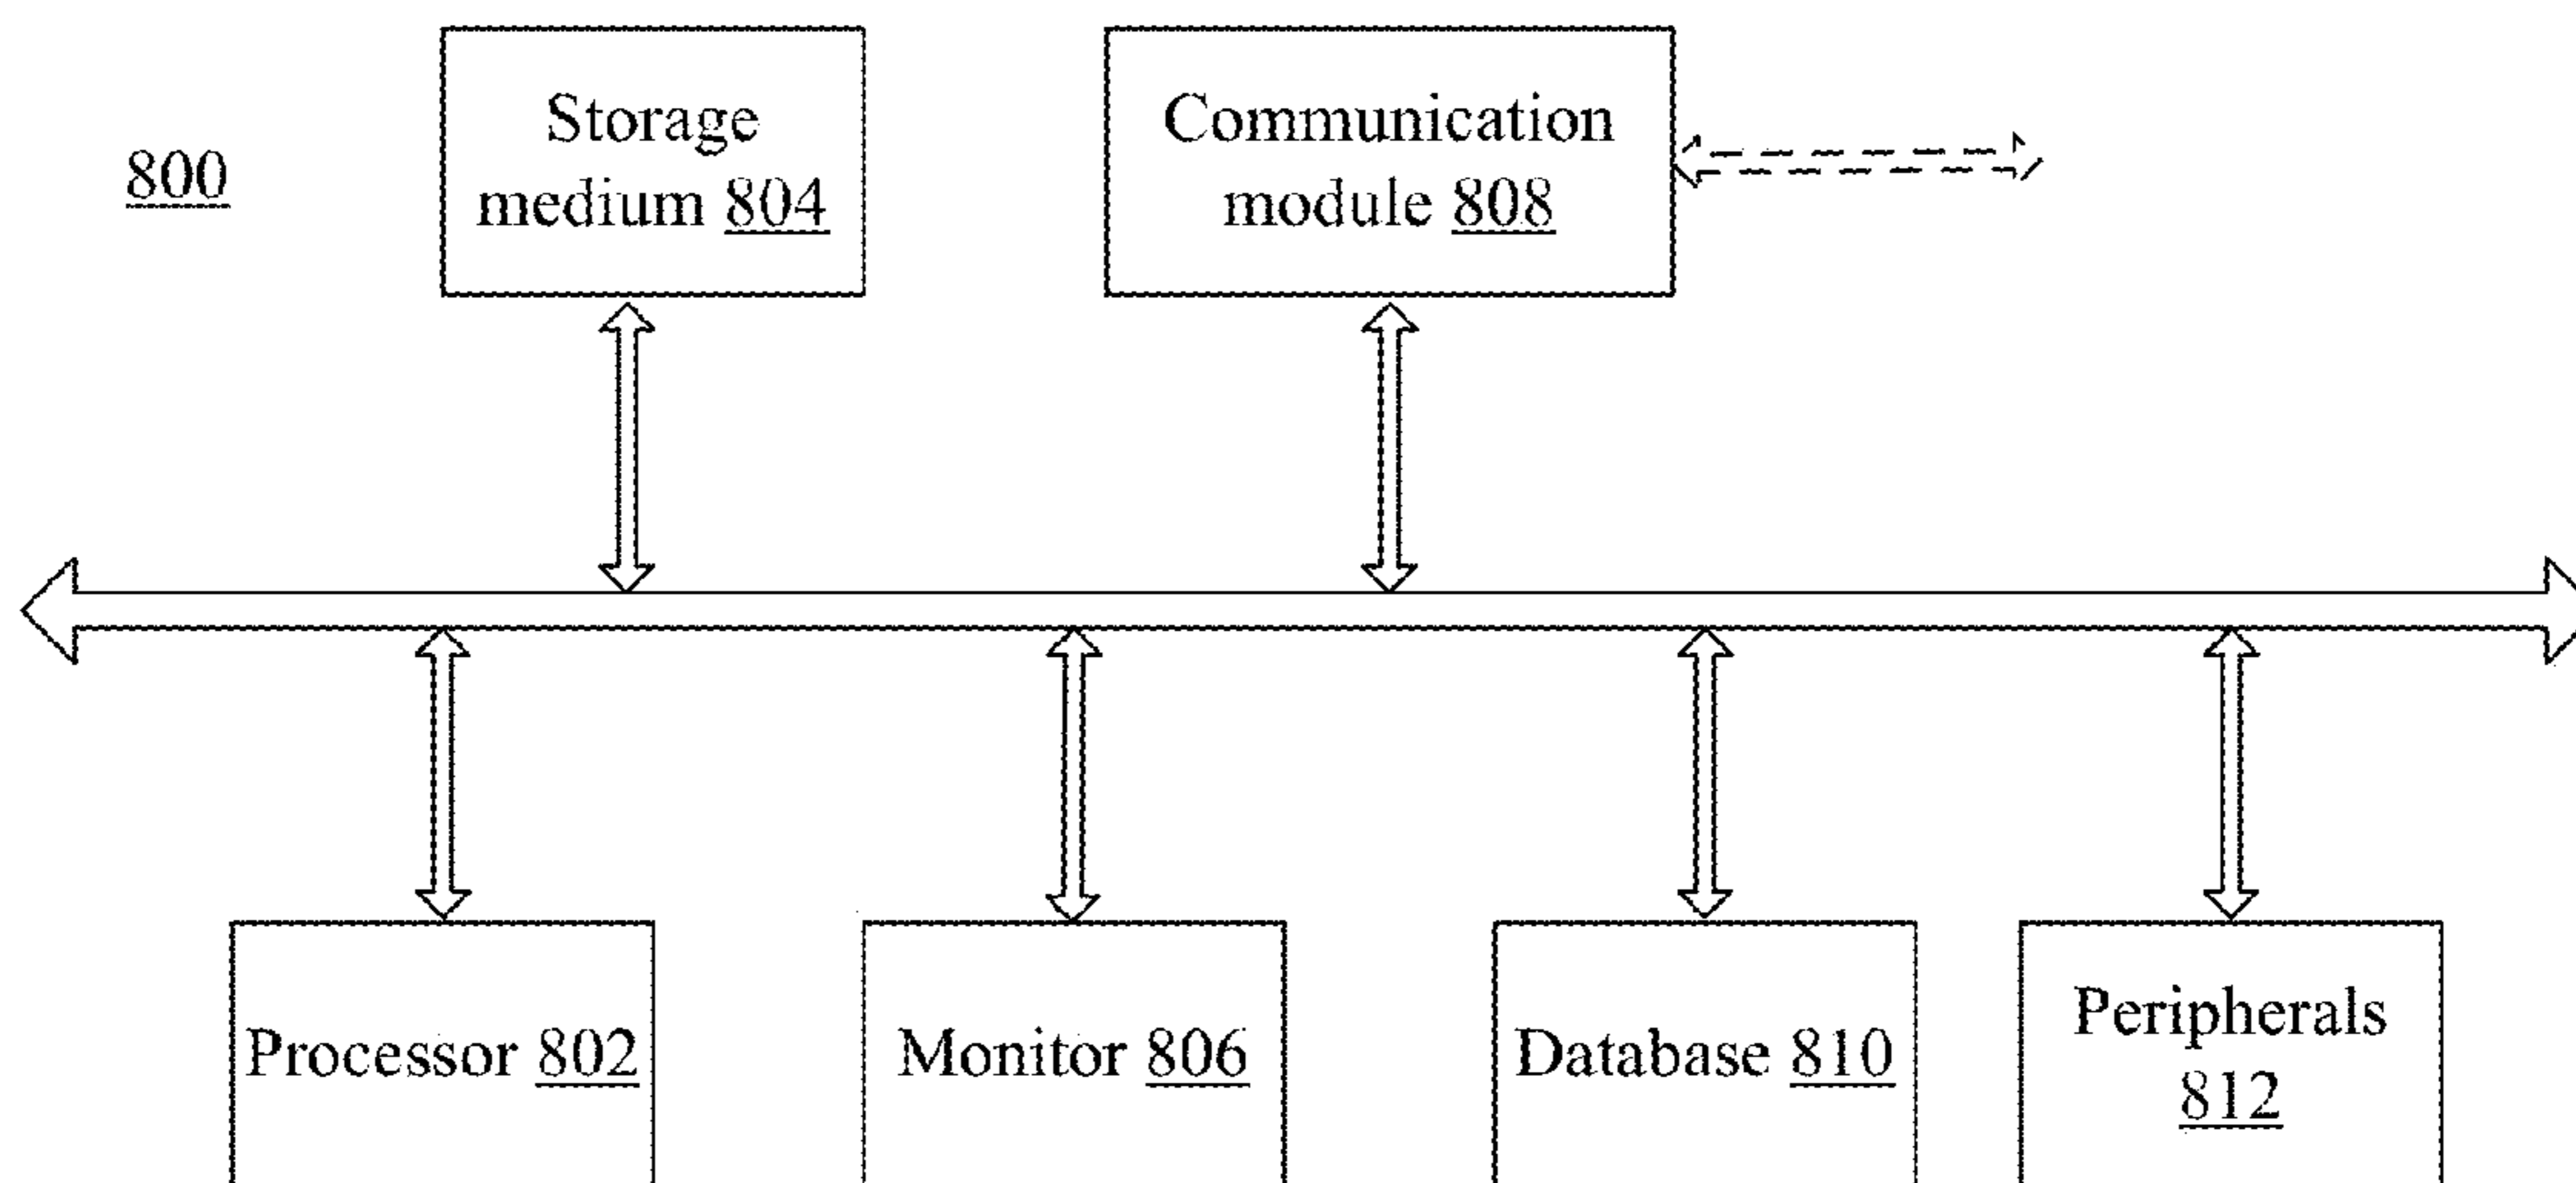 800
Storage
medium 804
Communication
module 808
Processor 802
Monitor 806
Database 810
Peripherals
812